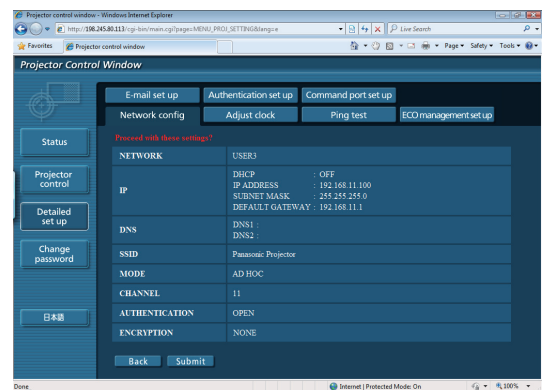 Projector control window - Windows Internet Explorer
http://198.245.80.113/cgi-bin/main.cgi?page=MENU_PROJ_SETTING&lang=e
Live Search
Favorites
Projector control window
Page
Safety
Tools
Projector Control Window
E-mail set up
Authentication set up
Command port set up
Network config
Adjust clock
Ping test
ECO management set up
Status
Projector
control
Detailed
set up
Change
password
日本語
Proceed with these settings?
NETWORK USER3
IP
DHCP : OFF
IP ADDRESS : 192.168.11.100
SUBNET MASK : 255.255.255.0
DEFAULT GATEWAY : 192.168.11.1
DNS
DNS1 :
DNS2 :
SSID Panasonic Projector
MODE AD HOC
CHANNEL 11
AUTHENTICATION OPEN
ENCRYPTION NONE
Back Submit
Done
Internet | Protected Mode: On
100%